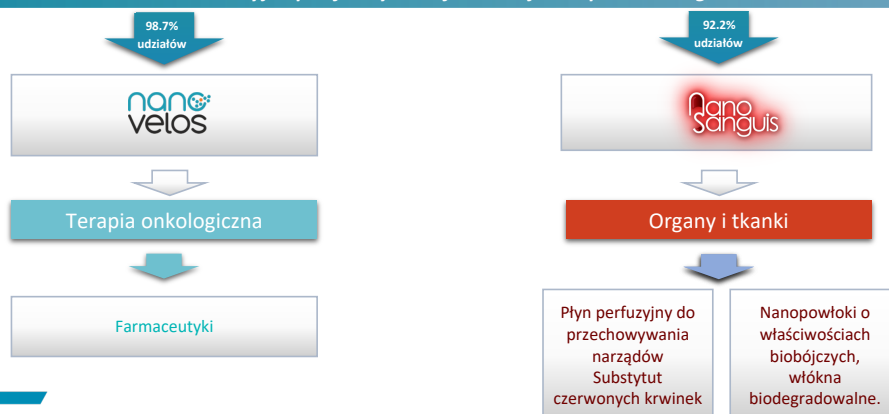 98.7%
udziałów
92.2%
udziałów
nano
velos
Nano
Sanguis
Terapia onkologiczna
Organy i tkanki
Farmaceutyki
Płyn perfuzyjny do
przechowywania
narządów
Substytut
czerwonych krwinek
Nanopowłoki o
właściwościach
biobójczych,
włókna
biodegradowalne.